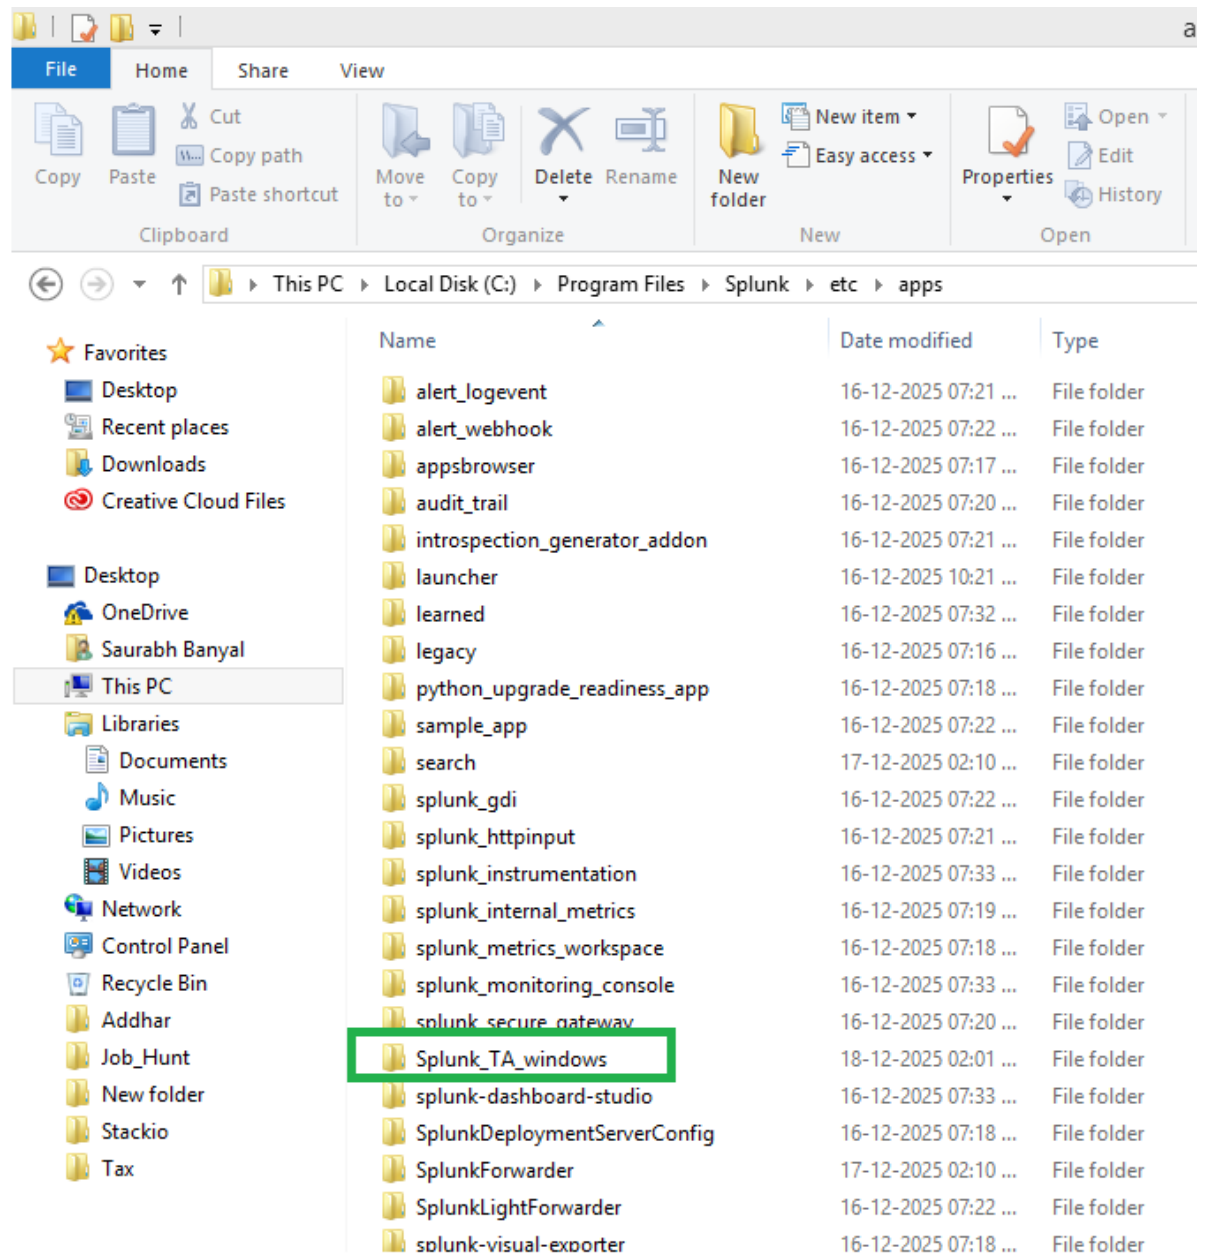 a
File Home Share View
Copy
Paste
Cut
Copy path
Paste shortcut
Clipboard
Move to
Copy to
Delete
Rename
Organize
New folder
New item
Easy access
New
Properties
Open
Edit
History
Open
This PC Local Disk (C:) Program Files Splunk etc apps
Favorites
Desktop
Recent places
Downloads
Creative Cloud Files
Desktop
OneDrive
Saurabh Banyal
This PC
Libraries
Documents
Music
Pictures
Videos
Network
Control Panel
Recycle Bin
Addhar
Job_Hunt
New folder
Stackio
Tax
Name Date modified Type
alert_logevent 16-12-2025 07:21 ... File folder
alert_webhook 16-12-2025 07:22 ... File folder
appsbrowser 16-12-2025 07:17 ... File folder
audit_trail 16-12-2025 07:20 ... File folder
introspection_generator_addon 16-12-2025 07:21 ... File folder
launcher 16-12-2025 10:21 ... File folder
learned 16-12-2025 07:32 ... File folder
legacy 16-12-2025 07:16 ... File folder
python_upgrade_readiness_app 16-12-2025 07:18 ... File folder
sample_app 16-12-2025 07:22 ... File folder
search 17-12-2025 02:10 ... File folder
splunk_gdi 16-12-2025 07:22 ... File folder
splunk_httpinput 16-12-2025 07:21 ... File folder
splunk_instrumentation 16-12-2025 07:33 ... File folder
splunk_internal_metrics 16-12-2025 07:19 ... File folder
splunk_metrics_workspace 16-12-2025 07:18 ... File folder
splunk_monitoring_console 16-12-2025 07:33 ... File folder
splunk_secure_gateway 16-12-2025 07:20 ... File folder
Splunk_TA_windows 18-12-2025 02:01 ... File folder
splunk-dashboard-studio 16-12-2025 07:33 ... File folder
SplunkDeploymentServerConfig 16-12-2025 07:18 ... File folder
SplunkForwarder 17-12-2025 02:10 ... File folder
SplunkLightForwarder 16-12-2025 07:22 ... File folder
splunk-visual-exporter 16-12-2025 07:18 ... File folder